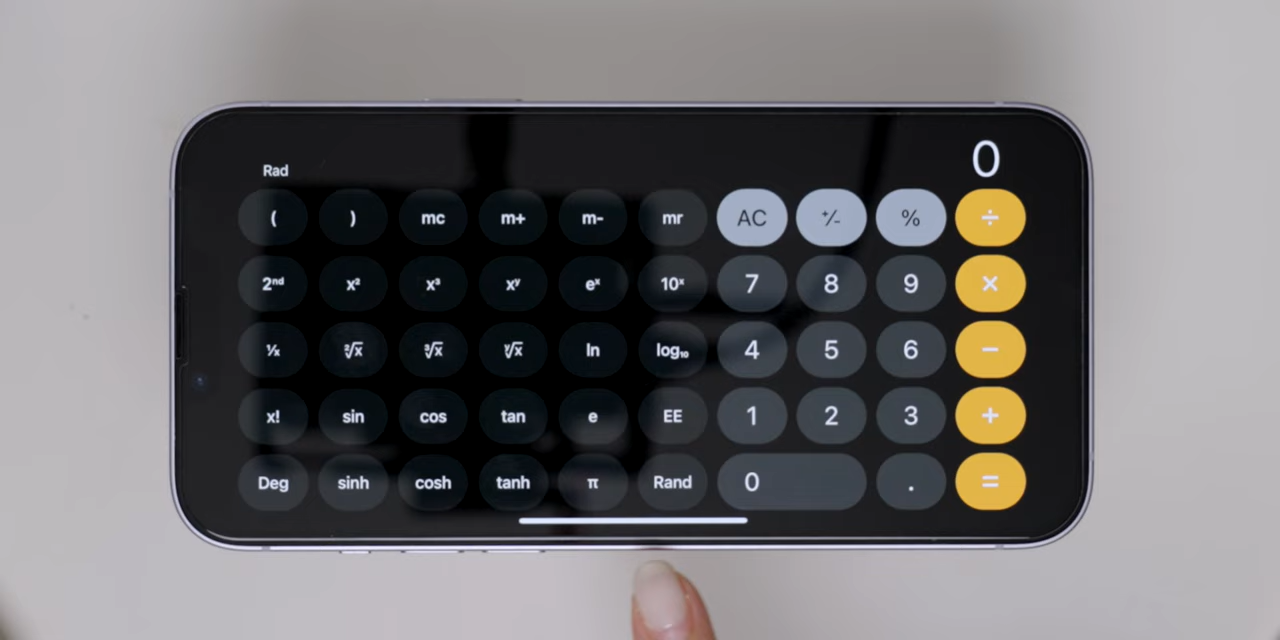 0
Rad
( ) mc m+ m- mr AC +/- % ÷
2ⁿᵈ x² x³ xʸ eˣ 10ˣ 7 8 9 ×
1/x ²√x ³√x ʸ√x ln log₁₀ 4 5 6 −
x! sin cos tan e EE 1 2 3 +
Deg sinh cosh tanh π Rand 0 . =